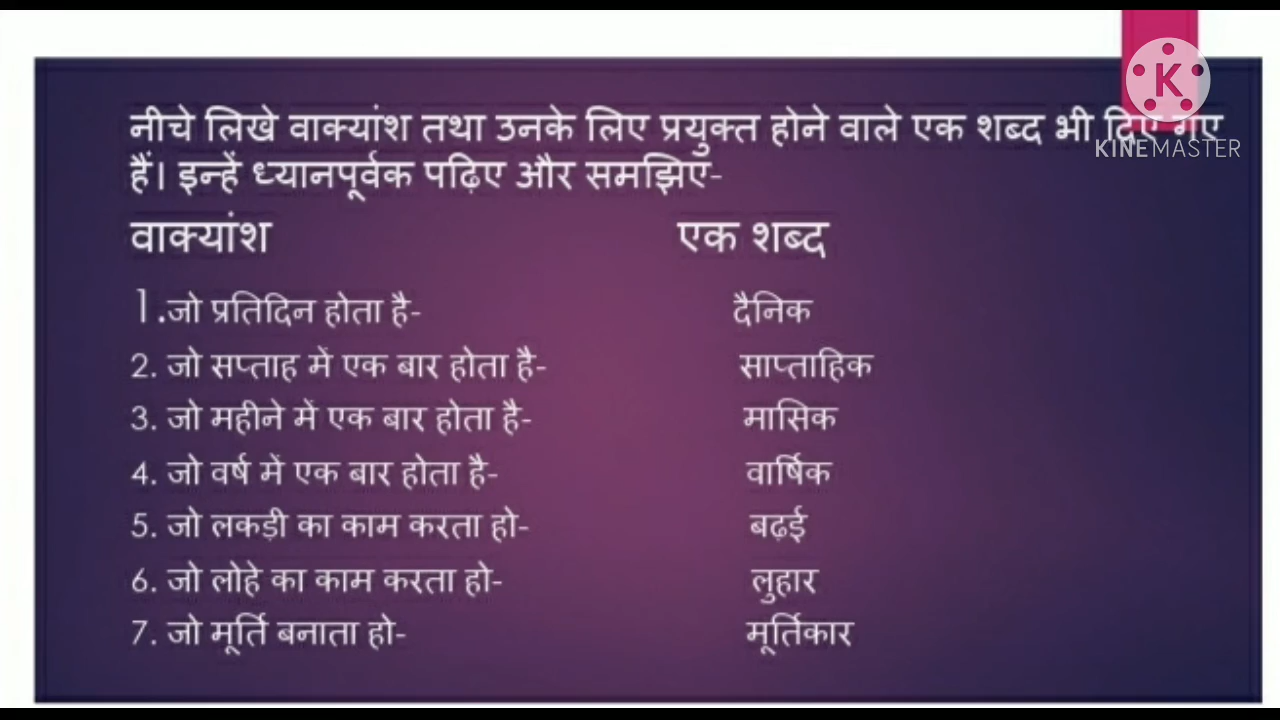 नीचे लिखे वाक्यांश तथा उनके लिए प्रयुक्त होने वाले एक शब्द भी दिए गए
हैं। इन्हें ध्यानपूर्वक पढ़िए और समझिए-
K
KINEMASTER
वाक्यांश एक शब्द
1.जो प्रतिदिन होता है- दैनिक
2. जो सप्ताह में एक बार होता है- साप्ताहिक
3. जो महीने में एक बार होता है- मासिक
4. जो वर्ष में एक बार होता है- वार्षिक
5. जो लकड़ी का काम करता हो- बढ़ई
6. जो लोहे का काम करता हो- लुहार
7. जो मूर्ति बनाता हो- मूर्तिकार